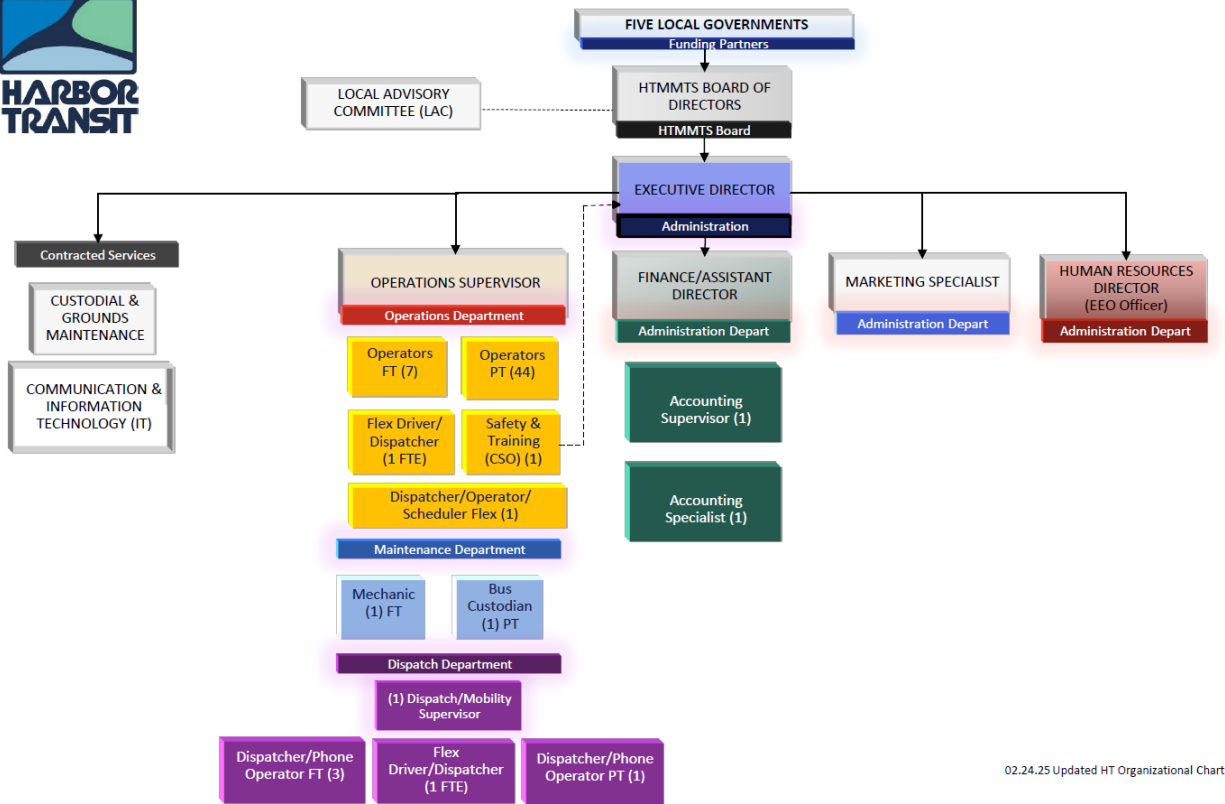 HARBOR
TRANSIT
FIVE LOCAL GOVERNMENTS
Funding Partners
LOCAL ADVISORY
COMMITTEE (LAC)
HTMMTS BOARD OF
DIRECTORS
HTMMTS Board
EXECUTIVE DIRECTOR
Administration
Contracted Services
CUSTODIAL &
GROUNDS
MAINTENANCE
COMMUNICATION &
INFORMATION
TECHNOLOGY (IT)
OPERATIONS SUPERVISOR
Operations Department
Operators
FT (7)
Operators
PT (44)
Flex Driver/
Dispatcher
(1 FTE)
Safety &
Training
(CSO) (1)
Dispatcher/Operator/
Scheduler Flex (1)
Maintenance Department
Mechanic
(1) FT
Bus
Custodian
(1) PT
Dispatch Department
(1) Dispatch/Mobility
Supervisor
Dispatcher/Phone
Operator FT (3)
Flex
Driver/Dispatcher
(1 FTE)
Dispatcher/Phone
Operator PT (1)
FINANCE/ASSISTANT
DIRECTOR
Administration Depart
Accounting
Supervisor (1)
Accounting
Specialist (1)
MARKETING SPECIALIST
Administration Depart
HUMAN RESOURCES
DIRECTOR
(EEO Officer)
Administration Depart
02.24.25 Updated HT Organizational Chart